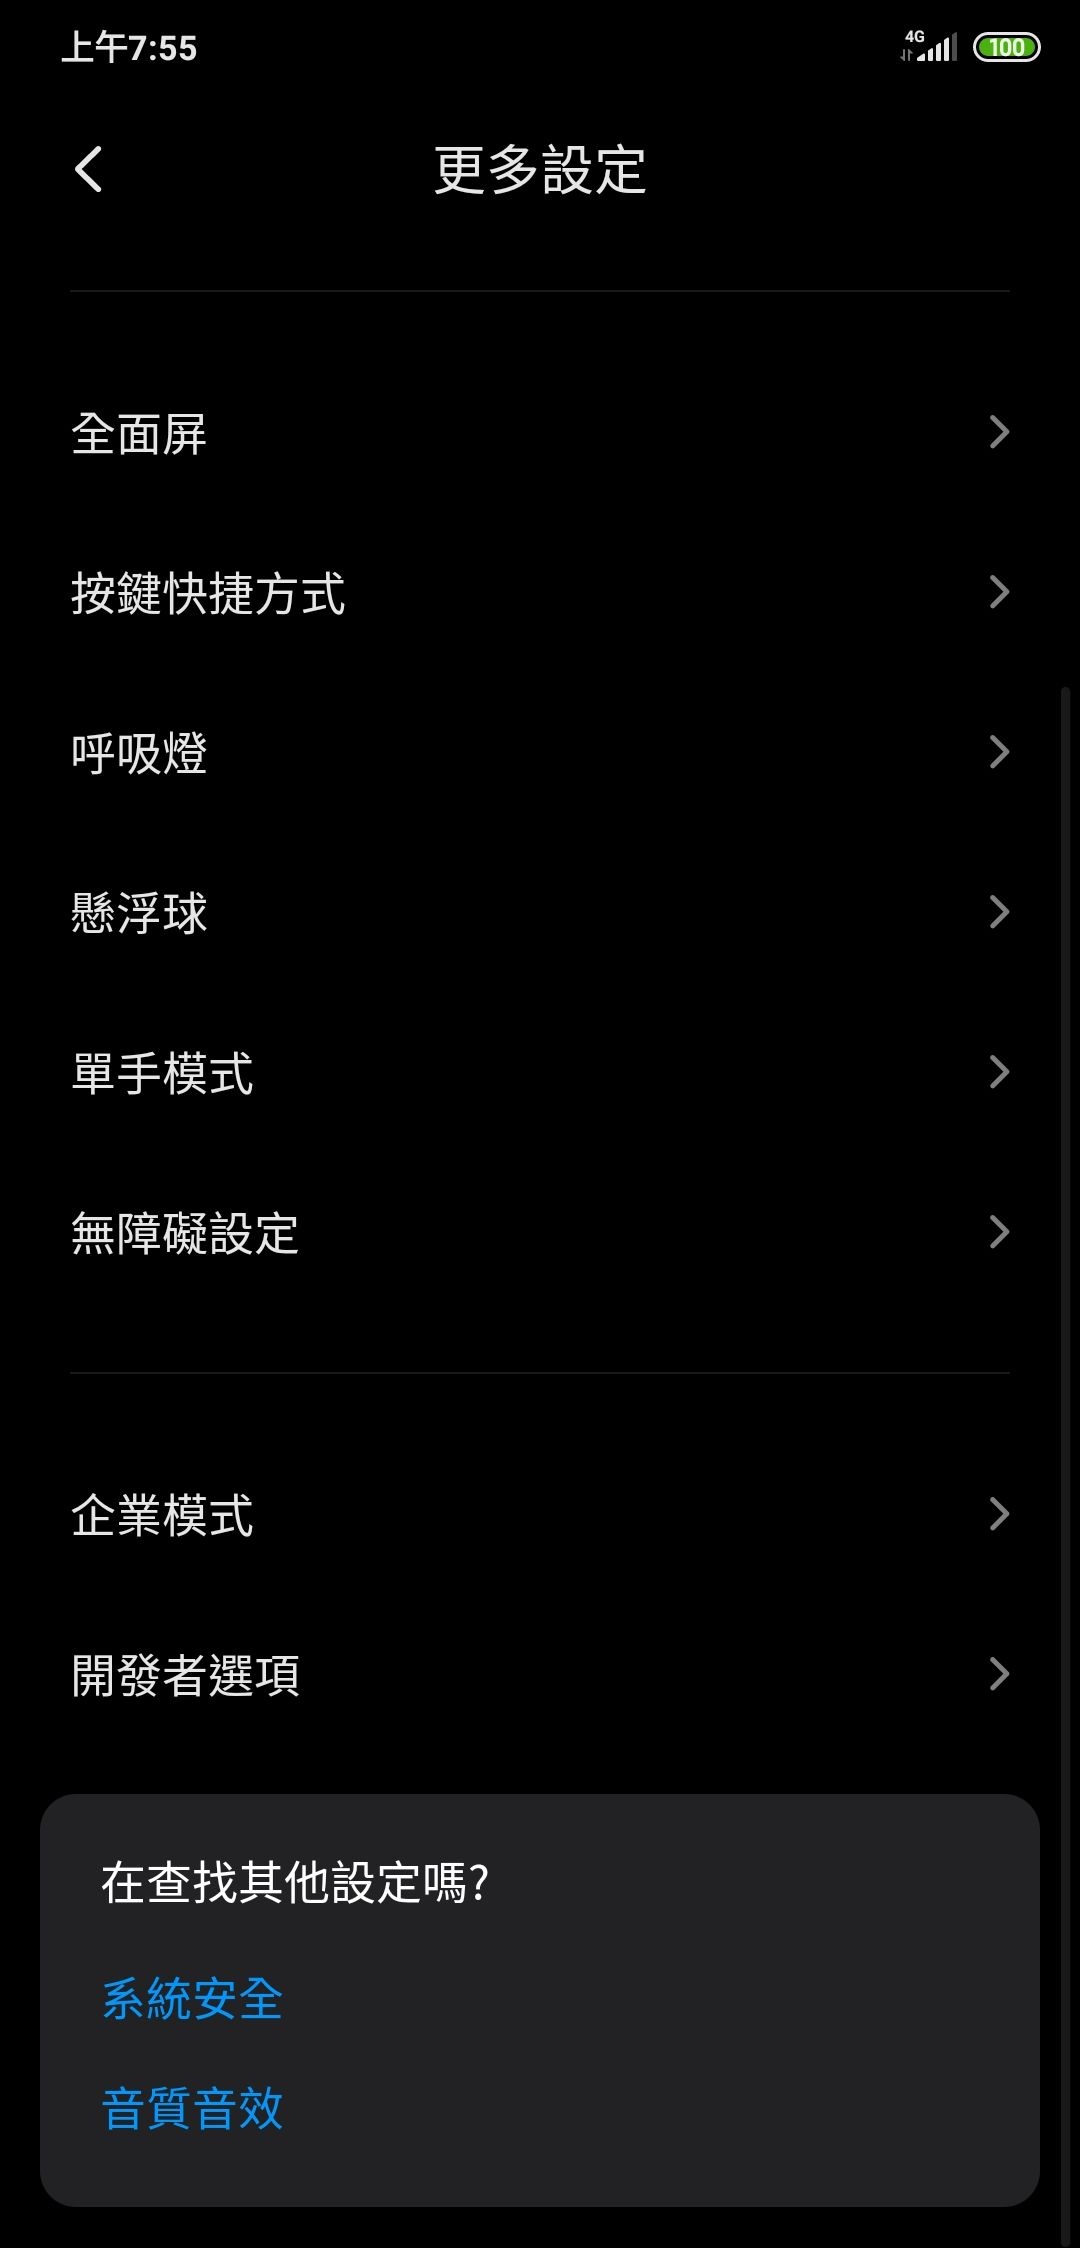 上午7:55
4G
100
更多設定
全面屏
按鍵快捷方式
呼吸燈
懸浮球
單手模式
無障礙設定
企業模式
開發者選項
在查找其他設定嗎?
系統安全
音質音效